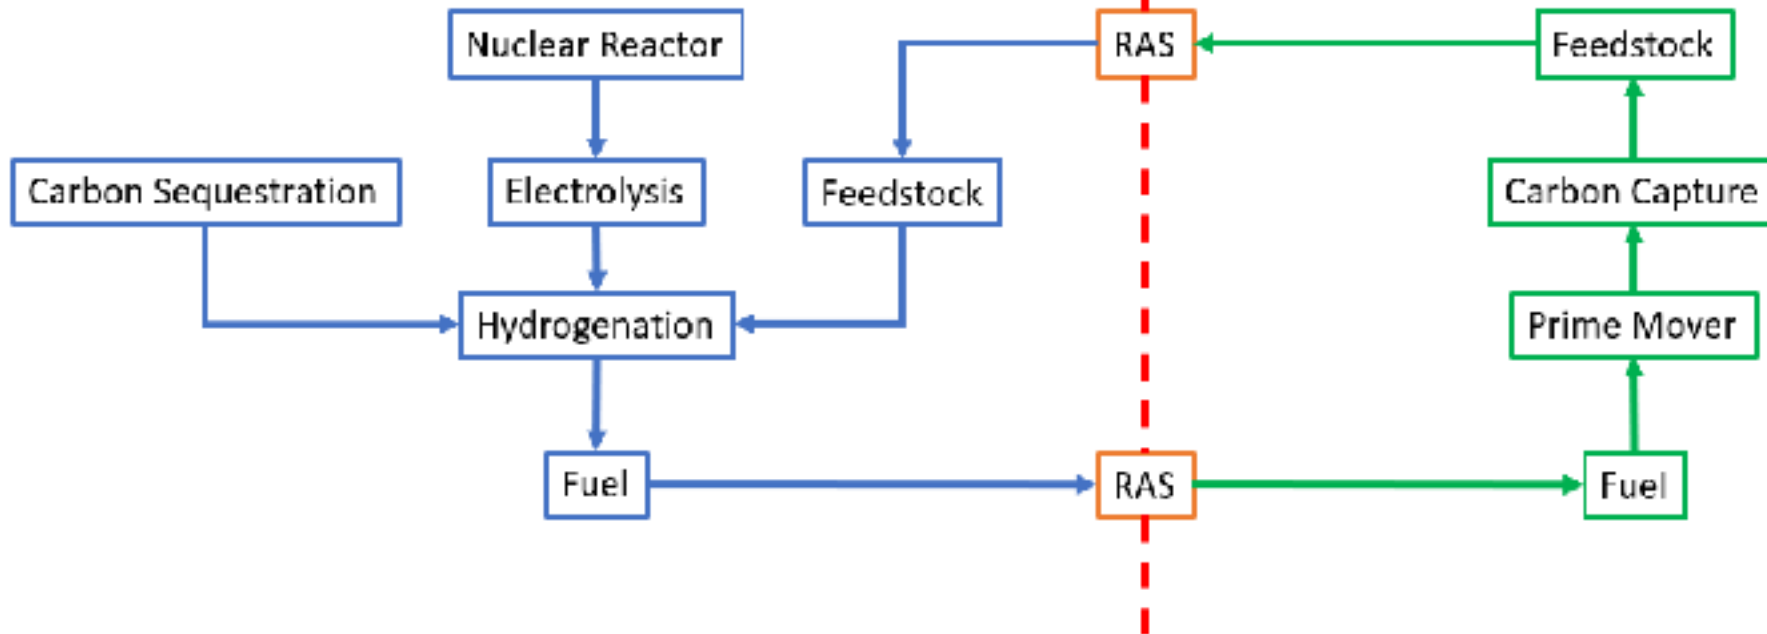 Nuclear Reactor
RAS
Feedstock
Carbon Sequestration
Electrolysis
Feedstock
Carbon Capture
Hydrogenation
Prime Mover
Fuel
RAS
Fuel